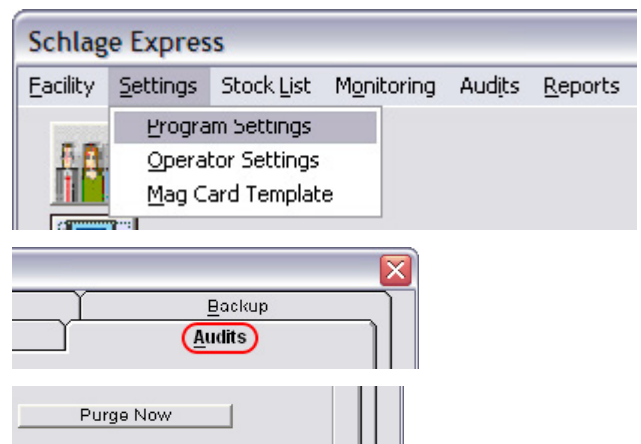 Schlage Express
Facility Settings Stock List Monitoring Audits Reports
Program Settings
Operator Settings
Mag Card Template
Backup
Audits
Purge Now